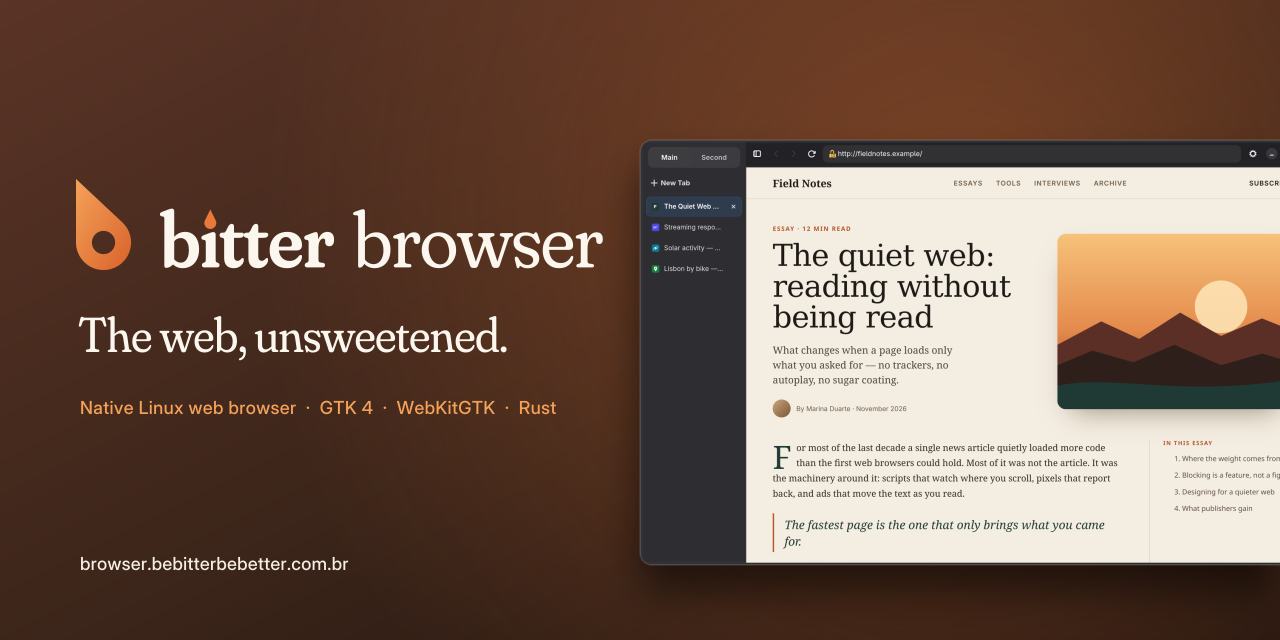 bitter browser
The web, unsweetened.
Native Linux web browser · GTK 4 · WebKitGTK · Rust
browser.bebitterbebetter.com.br
Main Second
New Tab
The Quiet Web ...
Streaming respo...
Solar activity — ...
Lisbon by bike —...
http://fieldnotes.example/
Field Notes
ESSAYS TOOLS INTERVIEWS ARCHIVE
SUBSCRI
ESSAY · 12 MIN READ
The quiet web:
reading without
being read
What changes when a page loads only
what you asked for — no trackers, no
autoplay, no sugar coating.
By Marina Duarte · November 2026
For most of the last decade a single news article quietly loaded more code
than the first web browsers could hold. Most of it was not the article. It was
the machinery around it: scripts that watch where you scroll, pixels that report
back, and ads that move the text as you read.
The fastest page is the one that only brings what you came
for.
IN THIS ESSAY
1. Where the weight comes from
2. Blocking is a feature, not a fig
3. Designing for a quieter web
4. What publishers gain